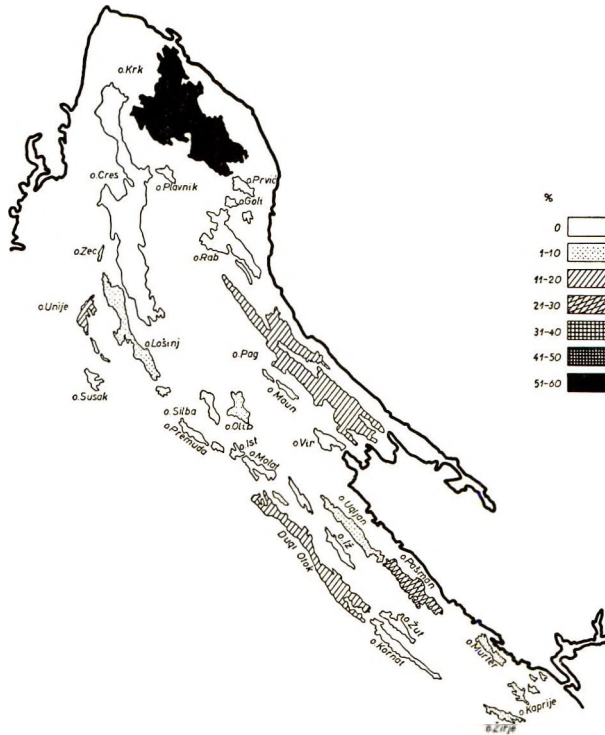 o.Krk
o.Cres
o.Plavnik
o.Prvić
o.Goli
o.Zec
o.Rab
o.Unije
o.Lošinj
o.Pag
o.Maun
o.Susak
o.Silba
o.Olib
o.Premuda
o.Ist
o.Molat
o.Vir
o.Ugljan
o.Iž
o.Pašman
Dugi Otok
o.Žut
o.Kornat
o.Murter
o.Kaprije
o.Žirje
%
0
1-10
11-20
21-30
31-40
41-50
51-60